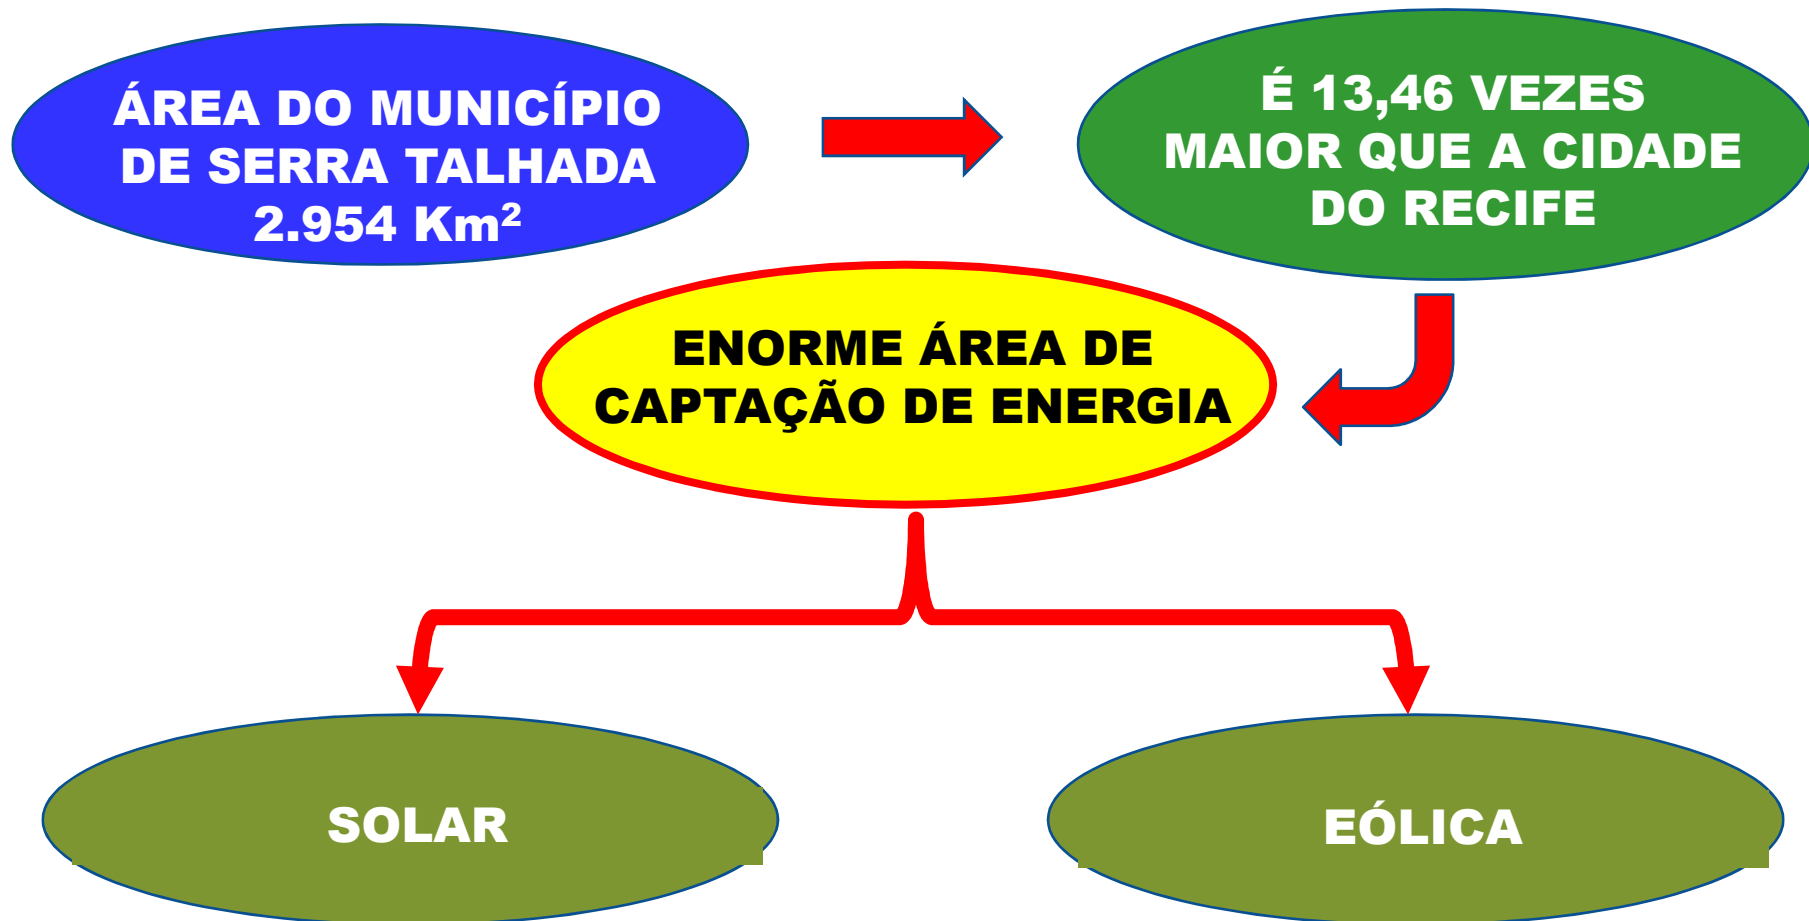 ÁREA DO MUNICÍPIO
DE SERRA TALHADA
2.954 Km²
É 13,46 VEZES
MAIOR QUE A CIDADE
DO RECIFE
ENORME ÁREA DE
CAPTAÇÃO DE ENERGIA
SOLAR
EÓLICA